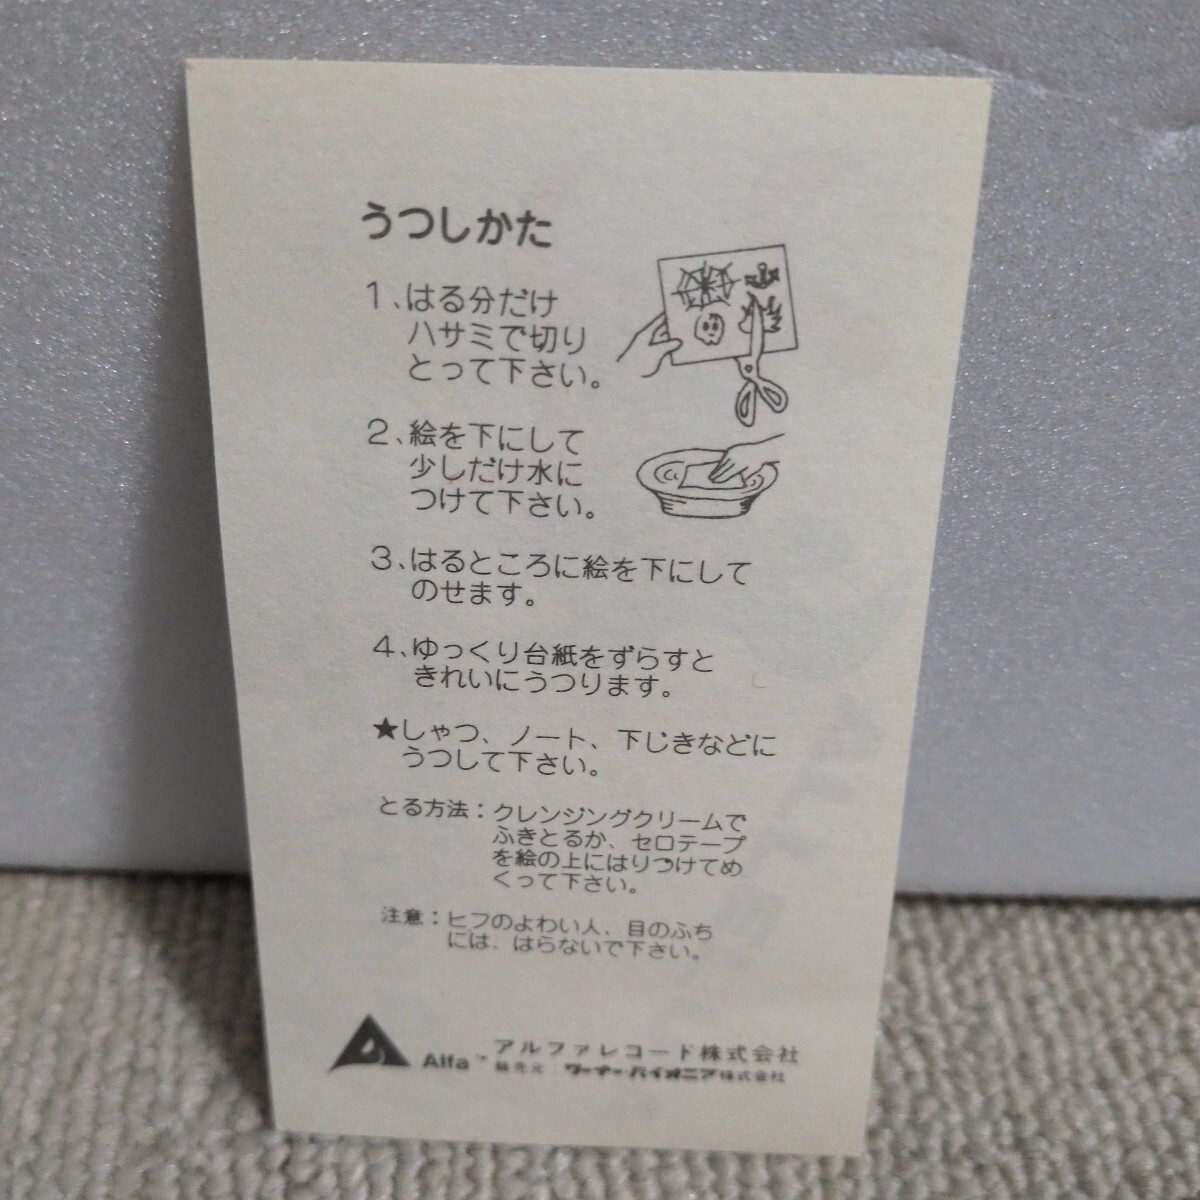 うつしかた
1、はる分だけ
ハサミで切り
とって下さい。
2、絵を下にして
少しだけ水に
つけて下さい。
3、はるところに絵を下にして
のせます。
4、ゆっくり台紙をずらすと
きれいにうつります。
★しゃつ、ノート、下じきなどに
うつして下さい。
とる方法：クレンジングクリームで
ふきとるか、セロテープ
を絵の上にはりつけてめ
くって下さい。
注意：ヒフのよわい人、目のふち
には、はらないで下さい。
Alfa™ アルファレコード株式会社
販売元：ワーナー・パイオニア株式会社